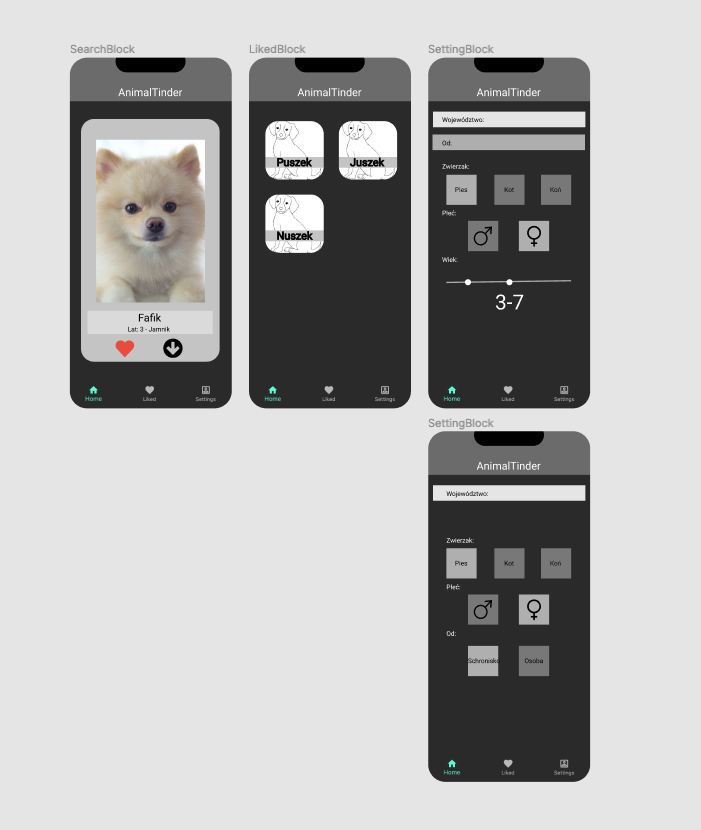 SearchBlock
AnimalTinder
Fafik
Lat: 3 - Jamnik
Home
Liked
Settings
LikedBlock
AnimalTinder
Puszek
Juszek
Nuszek
Home
Liked
Settings
SettingBlock
AnimalTinder
Województwo:
Od:
Zwierzak:
Pies
Kot
Koń
Płeć:
Wiek:
3-7
Home
Liked
Settings
SettingBlock
AnimalTinder
Województwo:
Zwierzak:
Pies
Kot
Koń
Płeć:
Od:
Schronisko
Osoba
Home
Liked
Settings